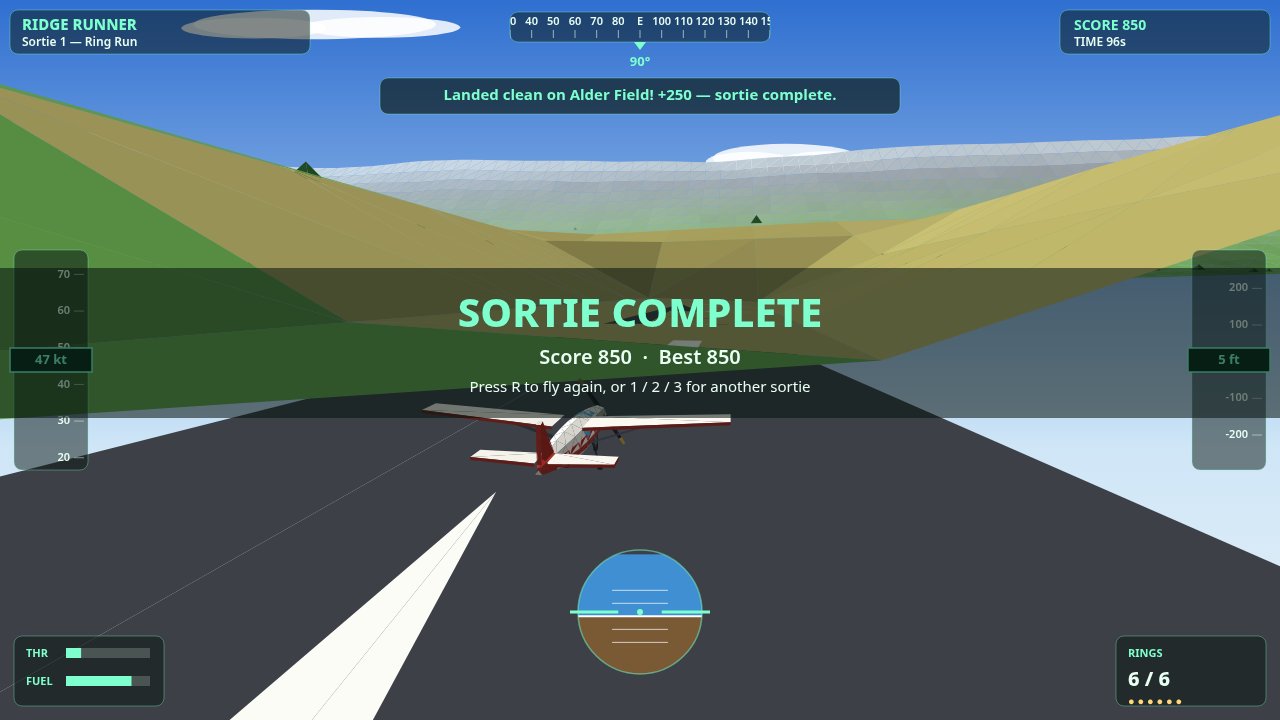 RIDGE RUNNER
Sortie 1 — Ring Run
40 50 60 70 80 E 100 110 120 130 140
90°
SCORE 850
TIME 96s
Landed clean on Alder Field! +250 — sortie complete.
SORTIE COMPLETE
Score 850 · Best 850
Press R to fly again, or 1 / 2 / 3 for another sortie
70
60
47 kt
40
30
20
200
100
5 ft
-100
-200
THR
FUEL
RINGS
6 / 6